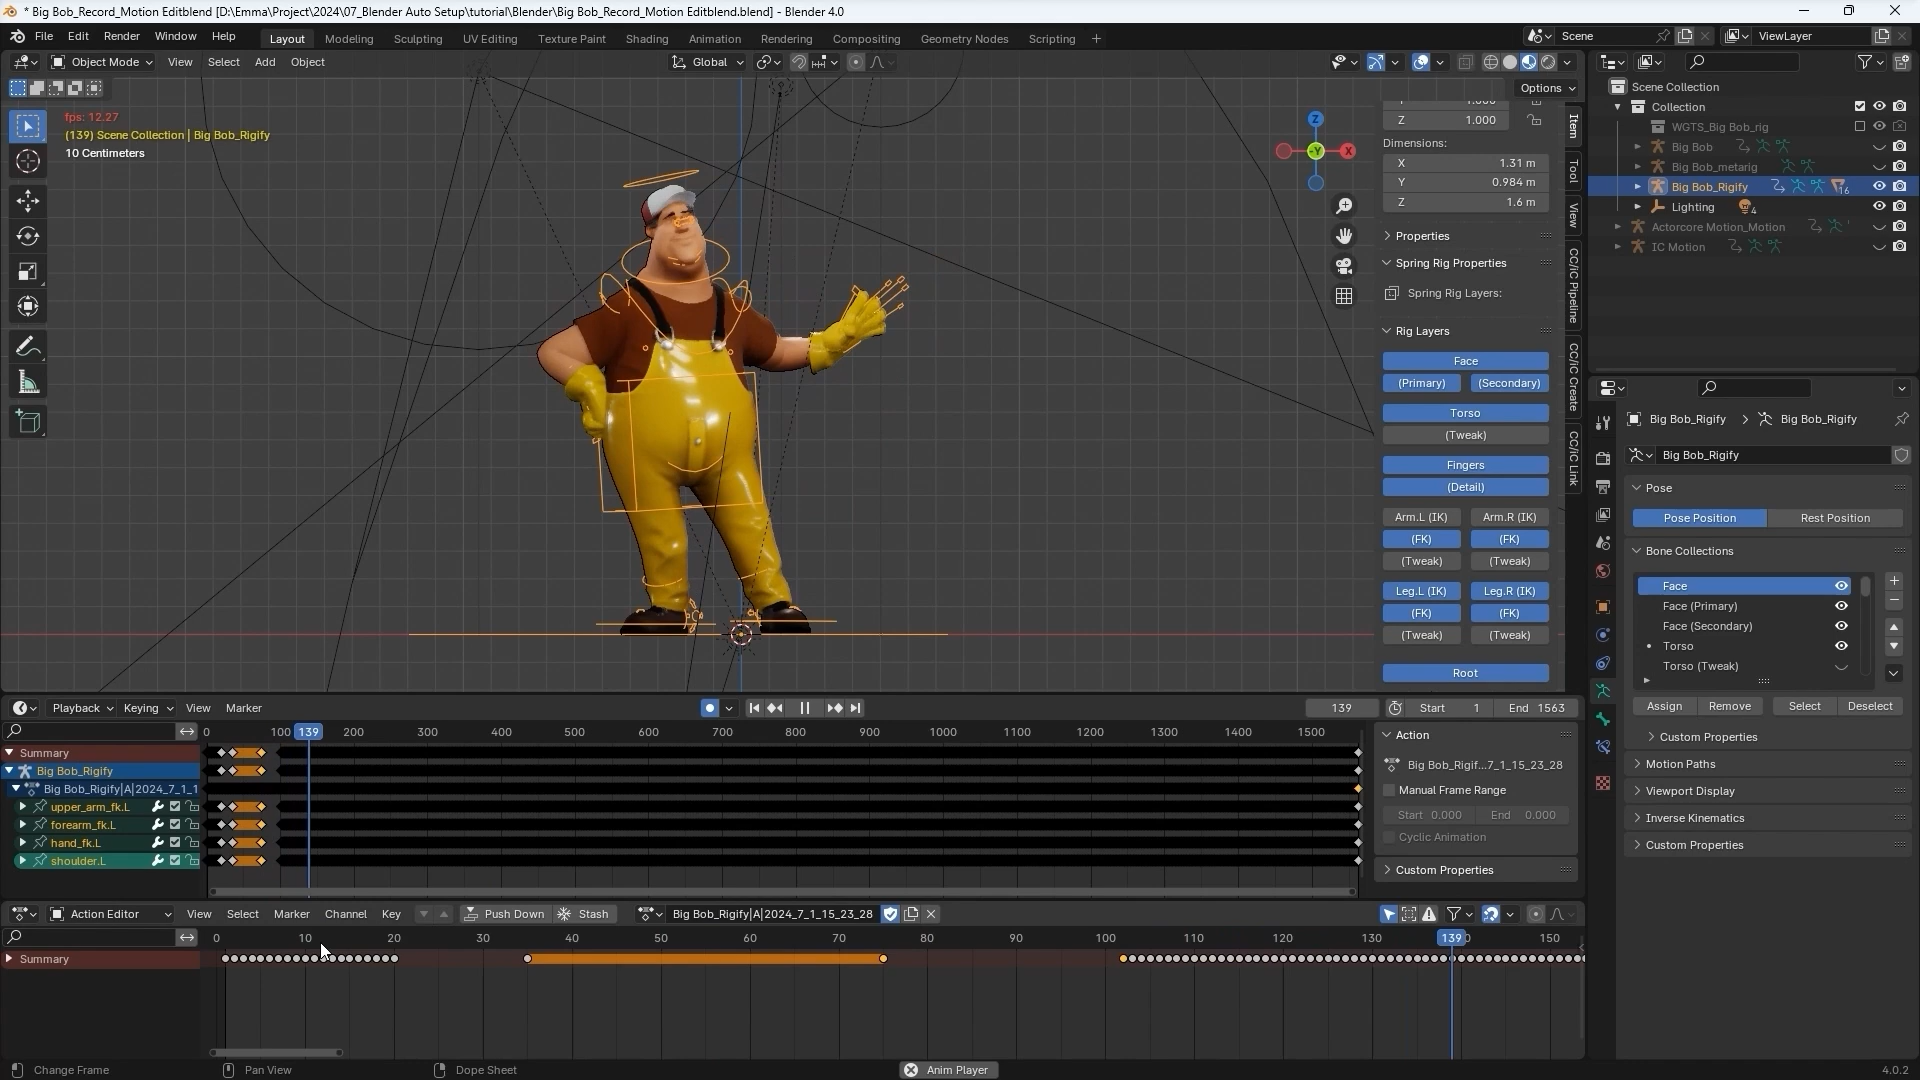 * Big Bob_Record_Motion Editblend [D:\Emma\Project\2024\07_Blender Auto Setup\tutorial\Blender\Big Bob_Record_Motion Editblend.blend] - Blender 4.0
File Edit Render Window Help Layout Modeling Sculpting UV Editing Texture Paint Shading Animation Rendering Compositing Geometry Nodes Scripting + Scene ViewLayer
Object Mode View Select Add Object Global
Options
fps: 12.27
(139) Scene Collection | Big Bob_Rigify
10 Centimeters
Z
-Y
X
Z 1.000
Dimensions:
X 1.31 m
Y 0.984 m
Z 1.6 m
Properties
Spring Rig Properties
Spring Rig Layers:
Rig Layers
Face
(Primary) (Secondary)
Torso
(Tweak)
Fingers
(Detail)
Arm.L (IK) Arm.R (IK)
(FK) (FK)
(Tweak) (Tweak)
Leg.L (IK) Leg.R (IK)
(FK) (FK)
(Tweak) (Tweak)
Root
Item
Tool
View
CC/iC Pipeline
CC/iC Create
CC/iC Link
Scene Collection
Collection
WGTS_Big Bob_rig
Big Bob
Big Bob_metarig
Big Bob_Rigify 16
Lighting 4
Actorcore Motion_Motion
IC Motion
Big Bob_Rigify > Big Bob_Rigify
Big Bob_Rigify
Pose
Pose Position Rest Position
Bone Collections
Face
Face (Primary)
Face (Secondary)
Torso
Torso (Tweak)
Assign Remove Select Deselect
Custom Properties
Motion Paths
Viewport Display
Inverse Kinematics
Custom Properties
Playback Keying View Marker 139 Start 1 End 1563
0 100 139 200 300 400 500 600 700 800 900 1000 1100 1200 1300 1400 1500
Summary
Big Bob_Rigify
Big Bob_Rigify|A|2024_7_1_1
upper_arm_fk.L
forearm_fk.L
hand_fk.L
shoulder.L
Action
Big Bob_Rigif...7_1_15_23_28
Manual Frame Range
Start 0.000 End 0.000
Cyclic Animation
Custom Properties
Action Editor View Select Marker Channel Key Push Down Stash Big Bob_Rigify|A|2024_7_1_15_23_28
0 10 20 30 40 50 60 70 80 90 100 110 120 130 139 150
Summary
Change Frame Pan View Dope Sheet Anim Player 4.0.2